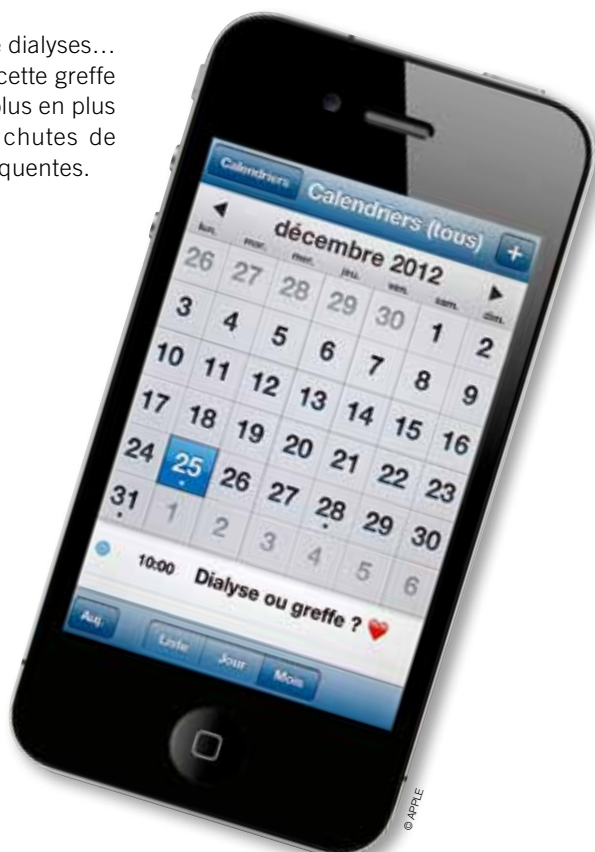 e dialyses…
cette greffe
plus en plus
chutes de
quentes.
Calendriers Calendriers (tous) +
décembre 2012
lun. mar. mer. jeu. ven. sam. dim.
26 27 28 29 30 1 2
3 4 5 6 7 8 9
10 11 12 13 14 15 16
17 18 19 20 21 22 23
24 25 26 27 28 29 30
31 1 2 3 4 5 6
10:00 Dialyse ou greffe ? ❤️
Auj. Liste Jour Mois
© APPLE